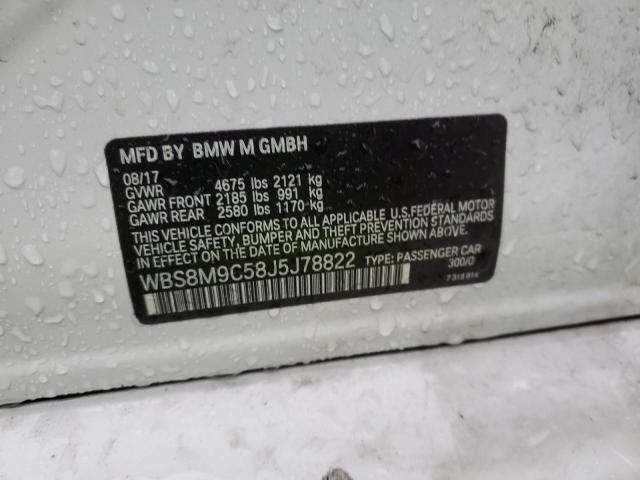 MFD BY BMW M GMBH
08/17
GVWR 4675 lbs 2121 kg
GAWR FRONT 2185 lbs 991 kg
GAWR REAR 2580 lbs 1170 kg
THIS VEHICLE CONFORMS TO ALL APPLICABLE U.S.FEDERAL MOTOR
VEHICLE SAFETY, BUMPER, AND THEFT PREVENTION STANDARDS
IN EFFECT ON THE DATE OF MANUFACTURE SHOWN ABOVE.
WBS8M9C58J5J78822 TYPE: PASSENGER CAR
300/0
7315814